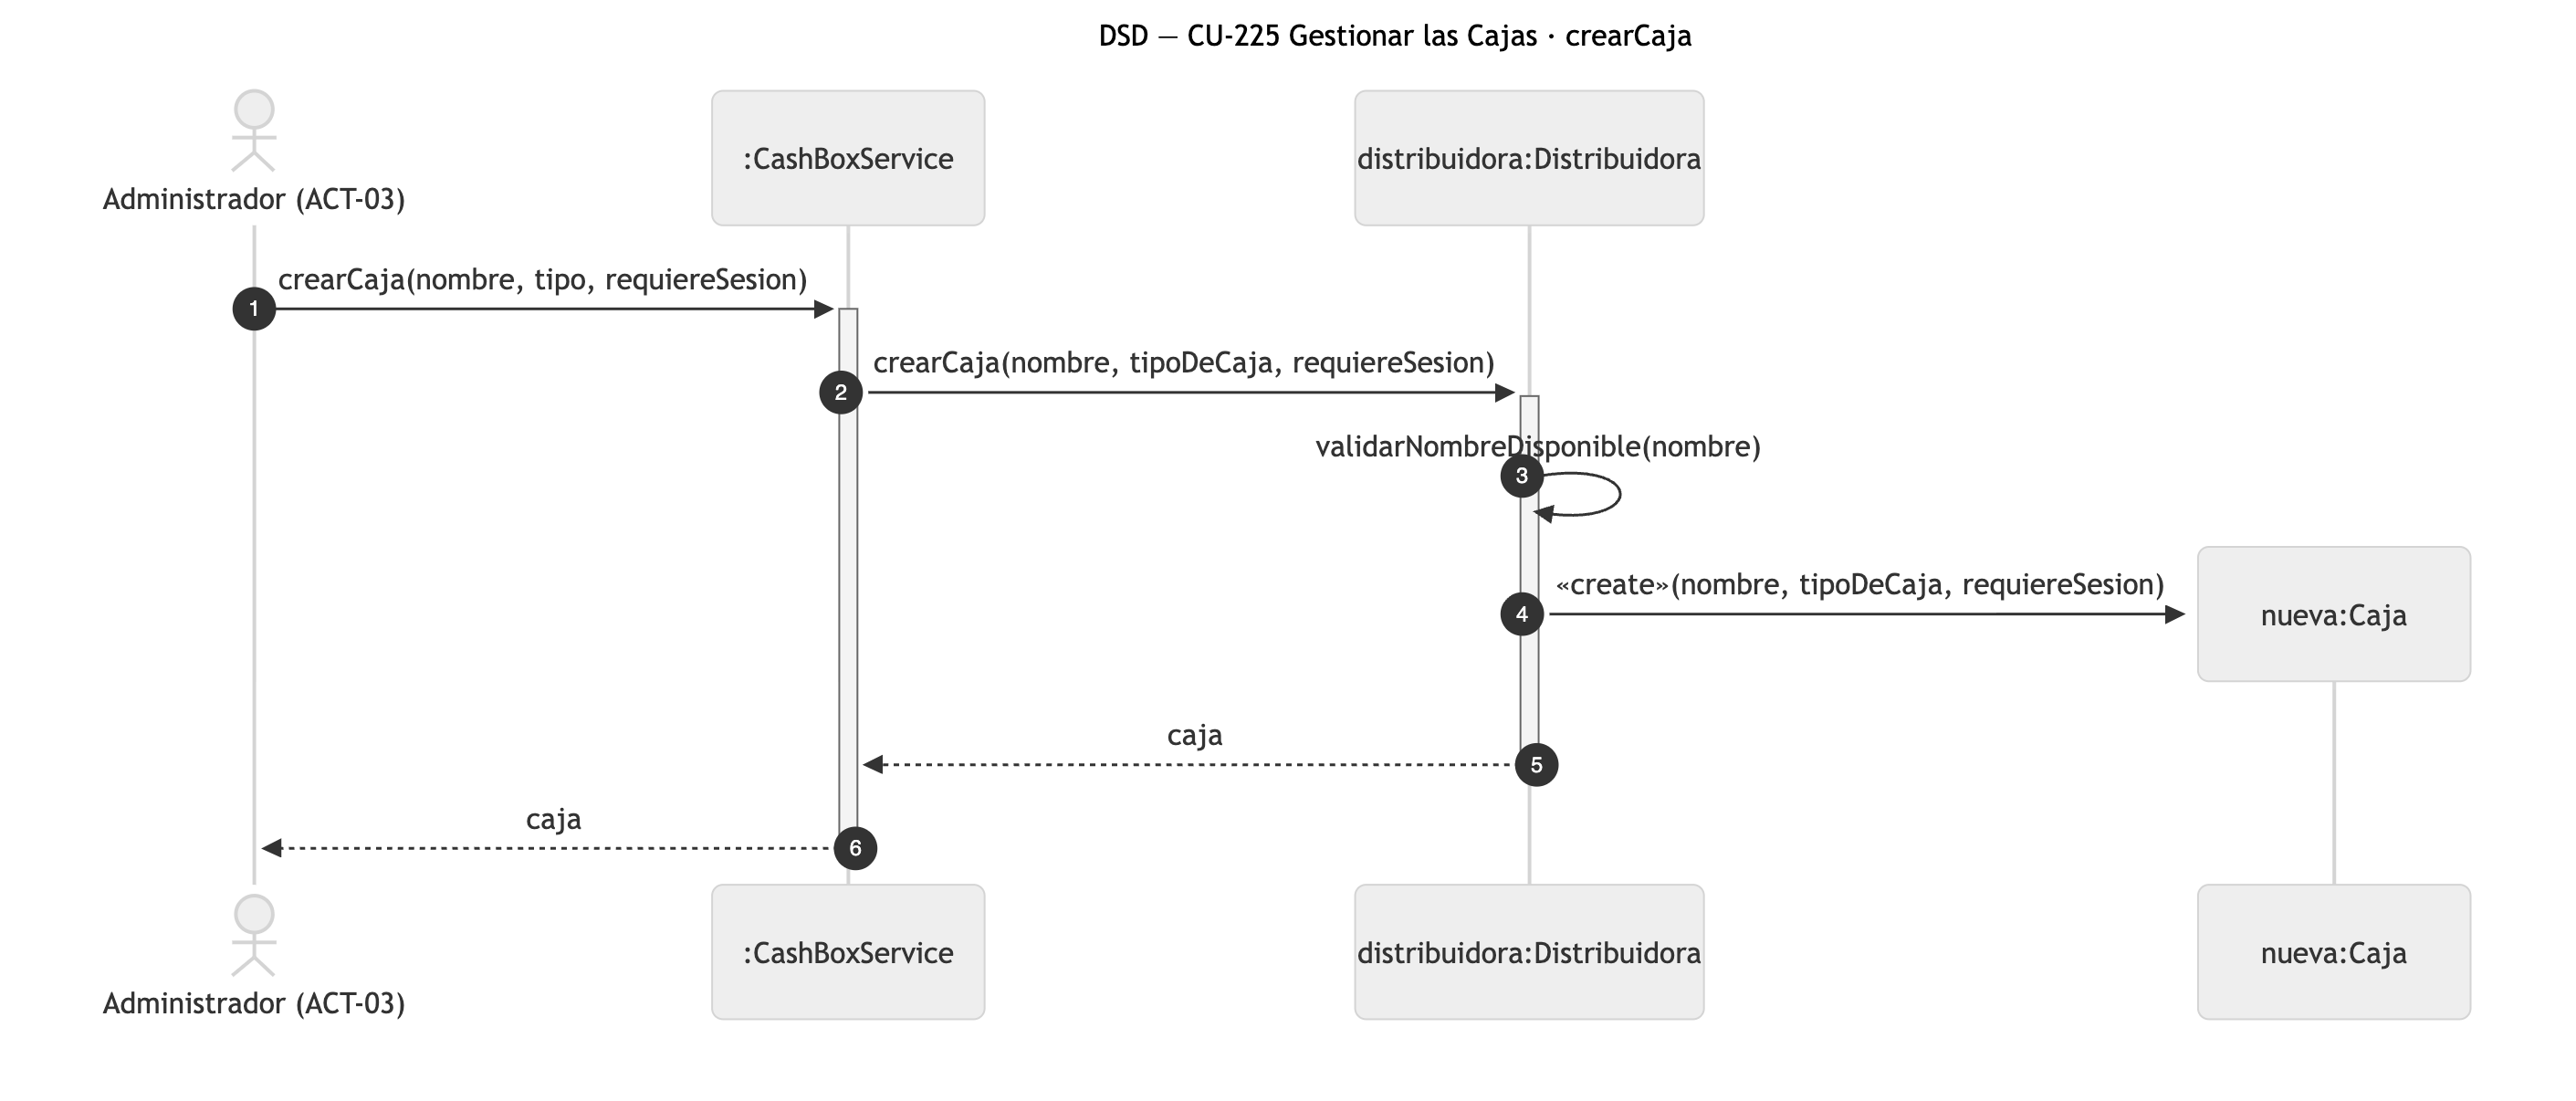 DSD — CU-225 Gestionar las Cajas · crearCaja
Administrador (ACT-03)
:CashBoxService
distribuidora:Distribuidora
crearCaja(nombre, tipo, requiereSesion)
1
crearCaja(nombre, tipoDeCaja, requiereSesion)
2
validarNombreDisponible(nombre)
3
«create»(nombre, tipoDeCaja, requiereSesion)
4
nueva:Caja
caja
5
caja
6
Administrador (ACT-03)
:CashBoxService
distribuidora:Distribuidora
nueva:Caja